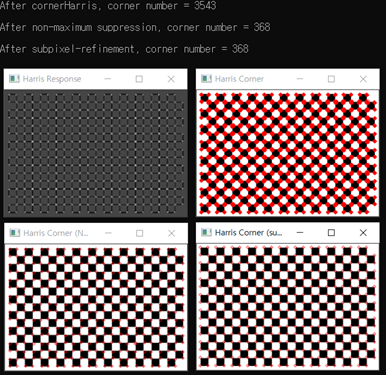 After cornerHarris, corner number = 3543
After non-maximum suppression, corner number = 368
After subpixel-refinement, corner number = 368
Harris Response
Harris Corner
Harris Corner (N...
Harris Corner (su...